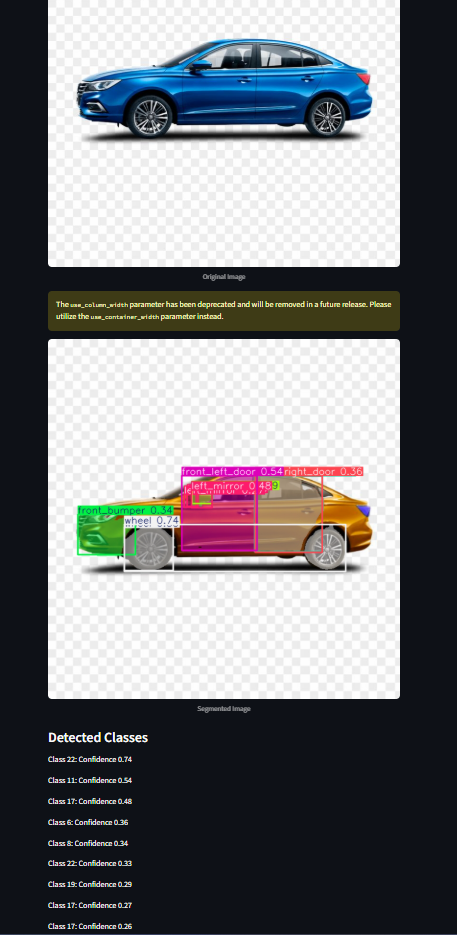 Original Image
The use_column_width parameter has been deprecated and will be removed in a future release. Please
utilize the use_container_width parameter instead.
front_left_door 0.54
right_door 0.36
left_mirror 0.48
front_bumper 0.34
wheel 0.74
Segmented Image
Detected Classes
Class 22: Confidence 0.74
Class 11: Confidence 0.54
Class 17: Confidence 0.48
Class 6: Confidence 0.36
Class 8: Confidence 0.34
Class 22: Confidence 0.33
Class 19: Confidence 0.29
Class 17: Confidence 0.27
Class 17: Confidence 0.26